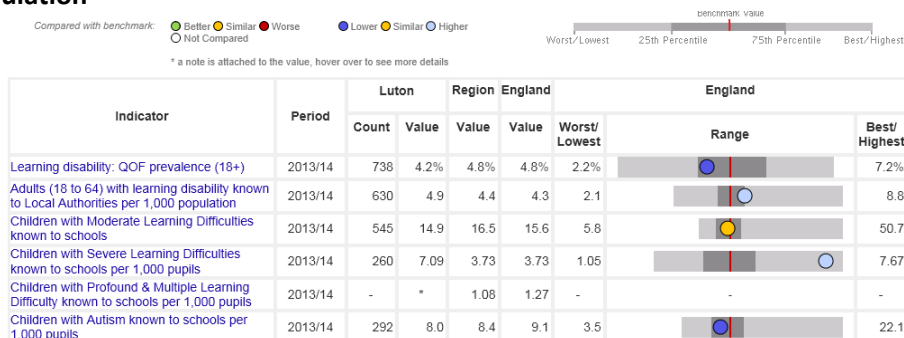 ulation
Compared with benchmark: Better Similar Worse Lower Similar Higher
Not Compared
Benchmark Value
Worst/Lowest 25th Percentile 75th Percentile Best/Highest
* a note is attached to the value, hover over to see more details
Indicator Period Luton Region England England
Count Value Value Value Worst/ Lowest Range Best/ Highest
Learning disability: QOF prevalence (18+) 2013/14 738 4.2% 4.8% 4.8% 2.2% 7.2%
Adults (18 to 64) with learning disability known
to Local Authorities per 1,000 population 2013/14 630 4.9 4.4 4.3 2.1 8.8
Children with Moderate Learning Difficulties
known to schools 2013/14 545 14.9 16.5 15.6 5.8 50.7
Children with Severe Learning Difficulties
known to schools per 1,000 pupils 2013/14 260 7.09 3.73 3.73 1.05 7.67
Children with Profound & Multiple Learning
Difficulty known to schools per 1,000 pupils 2013/14 - * 1.08 1.27 - - -
Children with Autism known to schools per
1,000 pupils 2013/14 292 8.0 8.4 9.1 3.5 22.1